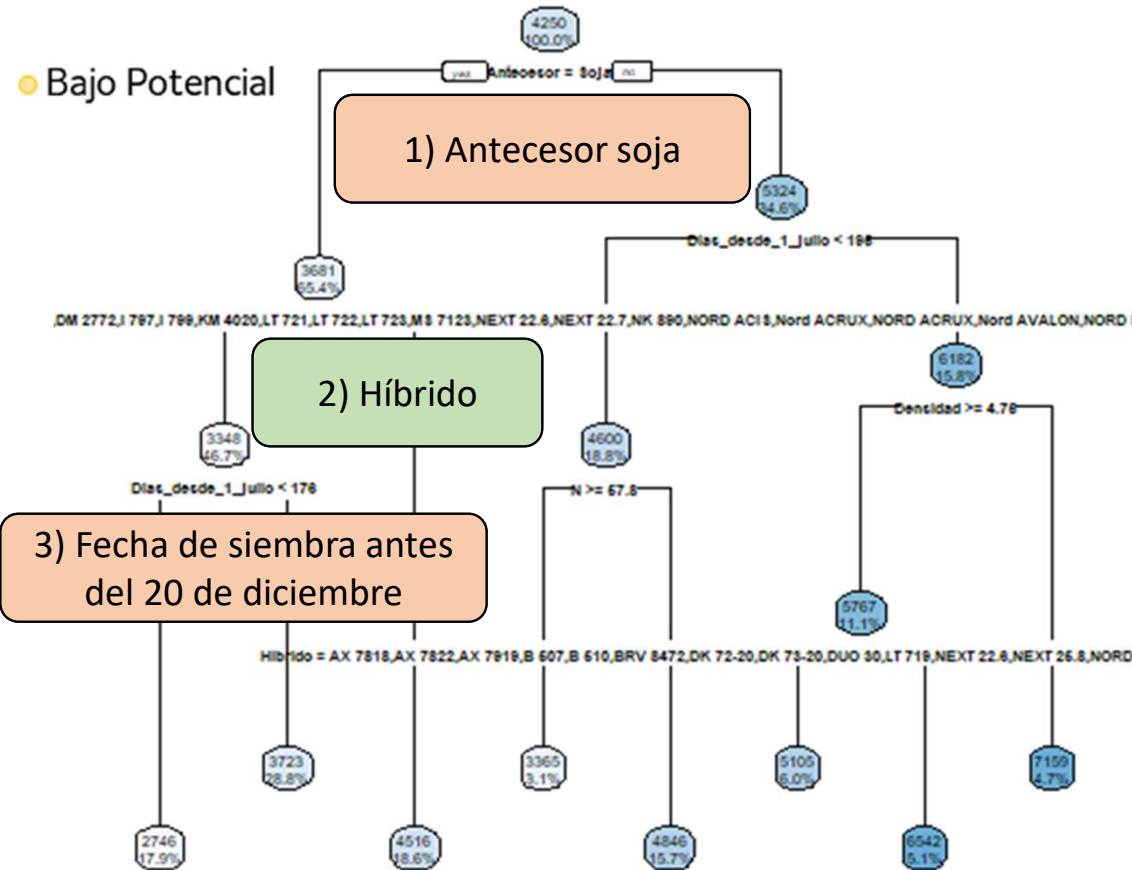 4250
100.0%
Bajo Potencial
yes Antecesor = Soja no
1) Antecesor soja
5324
34.6%
Dias_desde_1_julio < 198
3681
65.4%
,DM 2772,I 797,I 799,KM 4020,LT 721,LT 722,LT 723,MS 7123,NEXT 22.6,NEXT 22.7,NK 890,NORD ACIS,Nord ACRUX,NORD ACRUX,Nord AVALON,NORD
6182
15.8%
2) Híbrido
Densidad >= 4.76
3348
46.7%
4600
18.8%
Dias_desde_1_julio < 176
N >= 67.8
3) Fecha de siembra antes
del 20 de diciembre
5767
11.1%
Hibrido = AX 7818,AX 7822,AX 7919,B 507,B 510,BRV 8472,DK 72-20,DK 73-20,DUO 30,LT 719,NEXT 22.6,NEXT 25.8,NORD
3723
28.8%
3365
3.1%
5105
6.0%
7159
4.7%
2746
17.9%
4516
18.6%
4846
15.7%
6542
5.1%